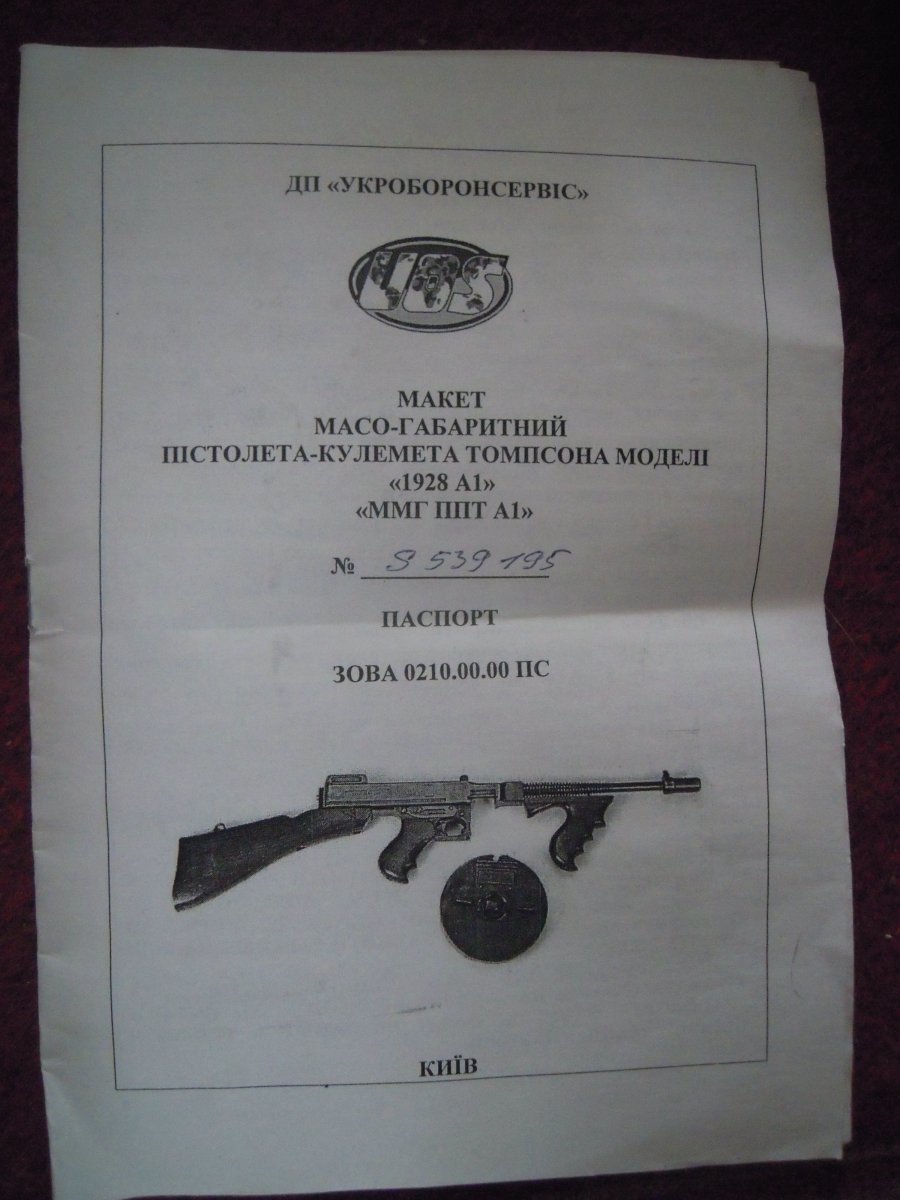 ДП «УКРОБОРОНСЕРВІС»
UOS
МАКЕТ
МАСО-ГАБАРИТНИЙ
ПІСТОЛЕТА-КУЛЕМЕТА ТОМПСОНА МОДЕЛІ
«1928 А1»
«ММГ ППТ А1»
№ S 539 195
ПАСПОРТ
ЗОВА 0210.00.00 ПС
КИЇВ